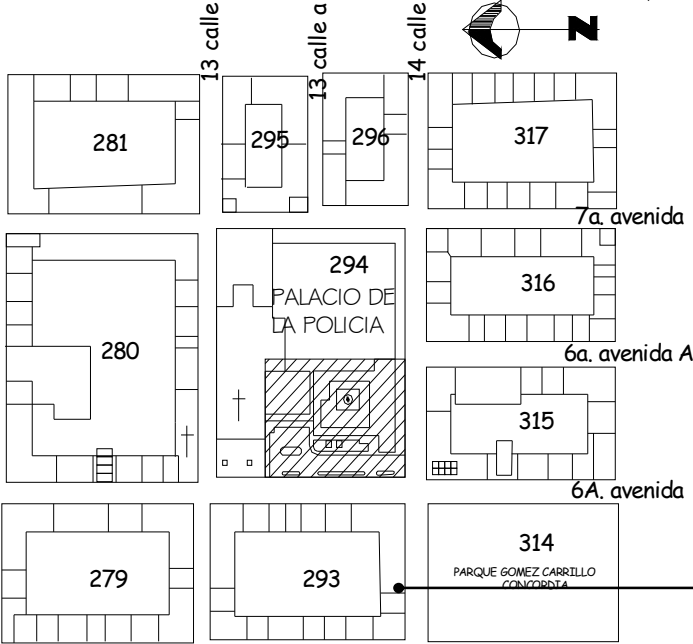 13 calle
13 calle a
14 calle
N
281
295
296
317
7a. avenida
294
PALACIO DE
LA POLICIA
316
280
6a. avenida A
315
6A. avenida
279
293
314
PARQUE GOMEZ CARRILLO
CONCORDIA